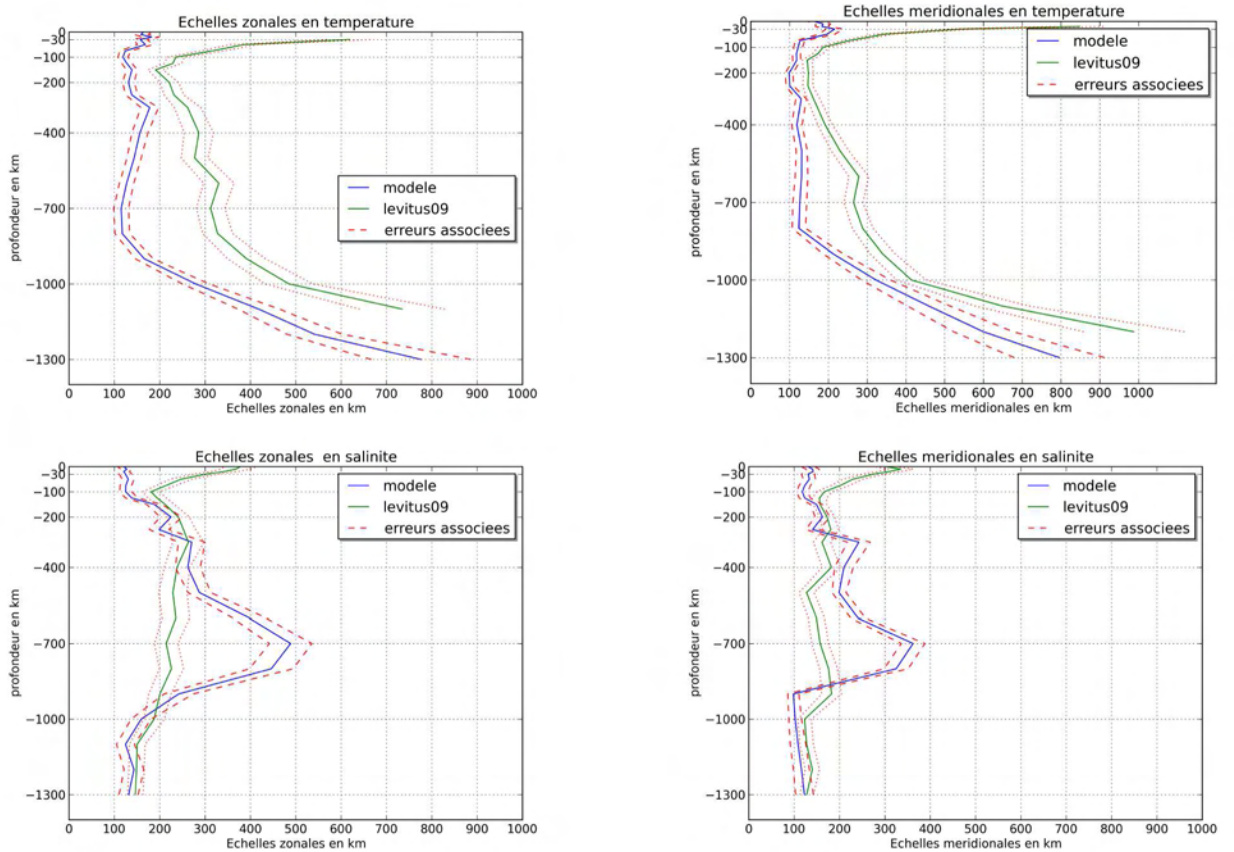 Echelles zonales en temperature
0
−30
−100
−200
−400
−700
−1000
−1300
profondeur en km
modele
levitus09
erreurs associees
0 100 200 300 400 500 600 700 800 900 1000
Echelles zonales en km
Echelles meridionales en temperature
0
−30
−100
−200
−400
−700
−1000
−1300
profondeur en km
modele
levitus09
erreurs associees
0 100 200 300 400 500 600 700 800 900 1000
Echelles meridionales en km
Echelles zonales en salinite
0
−30
−100
−200
−400
−700
−1000
−1300
profondeur en km
modele
levitus09
erreurs associees
0 100 200 300 400 500 600 700 800 900 1000
Echelles zonales en km
Echelles meridionales en salinite
0
−30
−100
−200
−400
−700
−1000
−1300
profondeur en km
modele
levitus09
erreurs associees
0 100 200 300 400 500 600 700 800 900 1000
Echelles meridionales en km